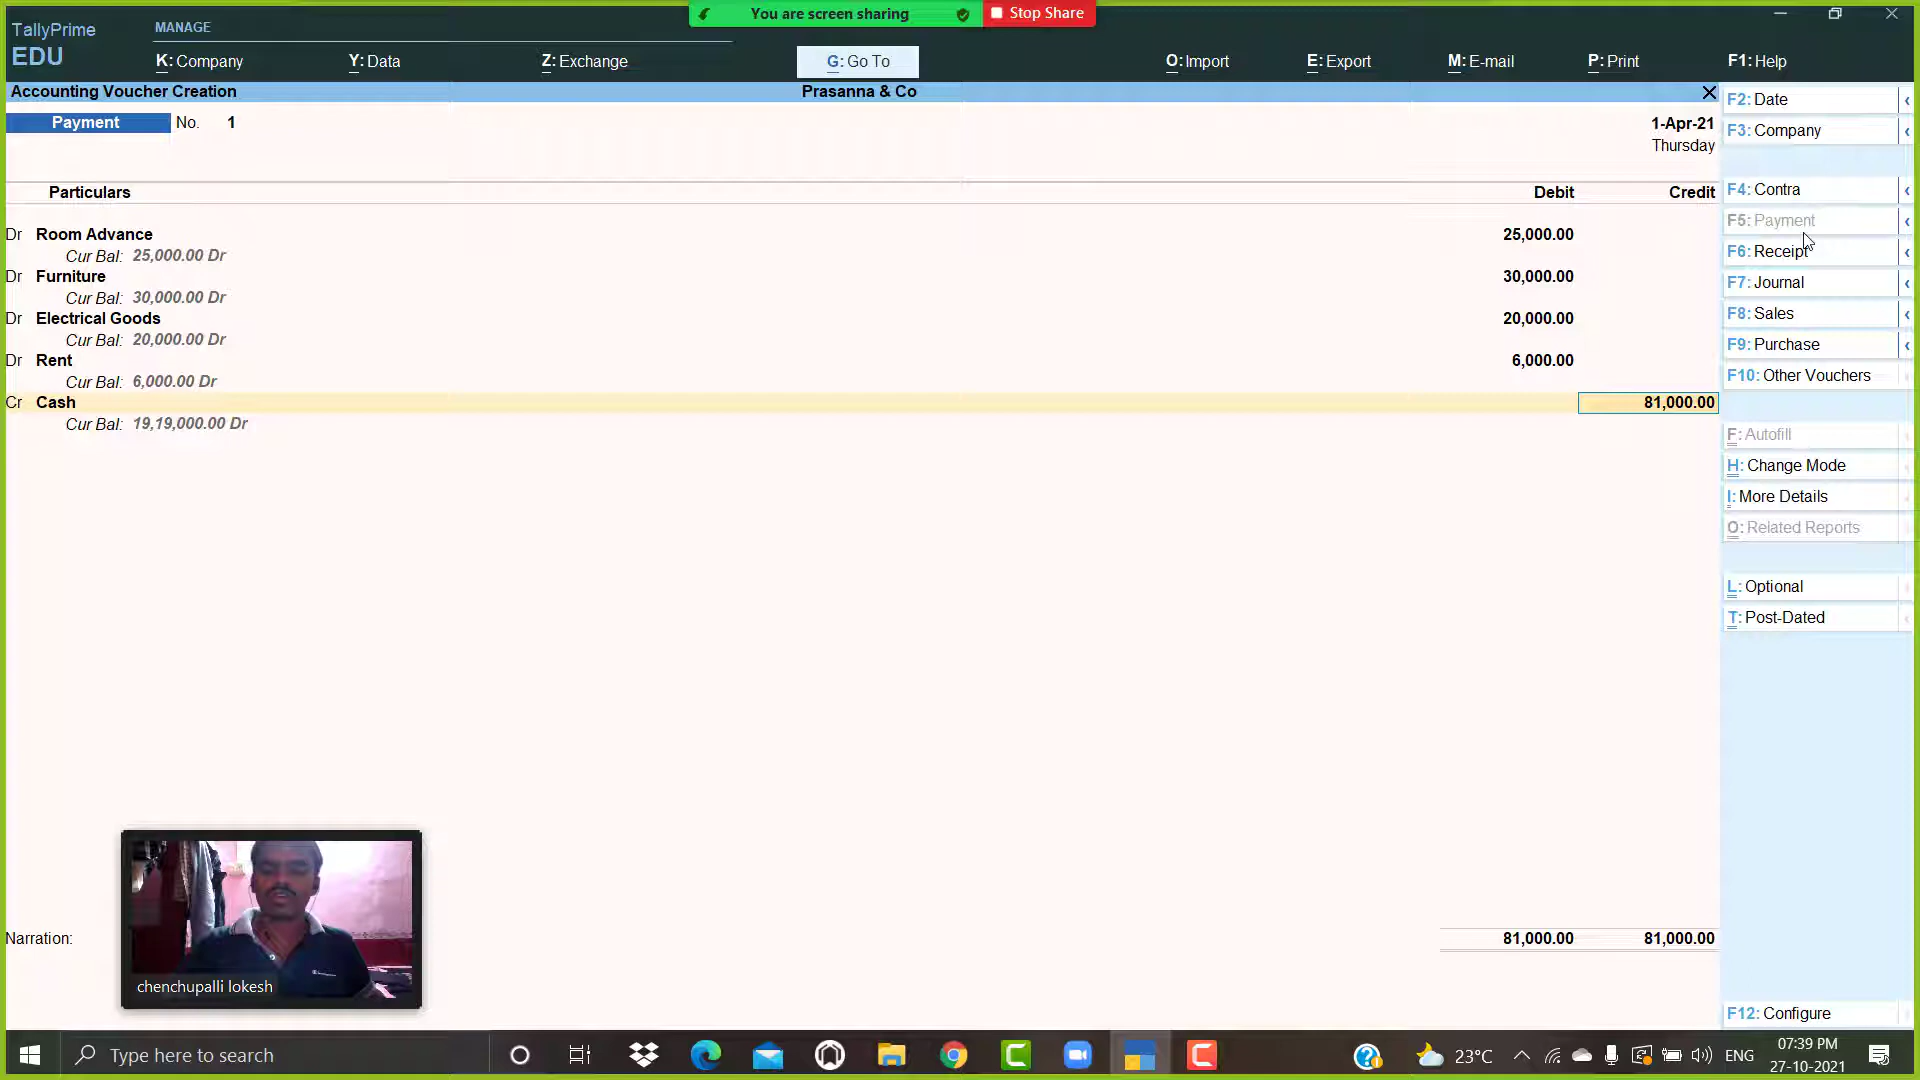 You are screen sharing
Stop Share
TallyPrime
EDU
MANAGE
K: Company
Y: Data
Z: Exchange
G: Go To
O: Import
E: Export
M: E-mail
P: Print
F1: Help
Accounting Voucher Creation
Prasanna & Co
Payment No. 1
1-Apr-21
Thursday
Particulars Debit Credit
Dr Room Advance 25,000.00
Cur Bal: 25,000.00 Dr
Dr Furniture 30,000.00
Cur Bal: 30,000.00 Dr
Dr Electrical Goods 20,000.00
Cur Bal: 20,000.00 Dr
Dr Rent 6,000.00
Cur Bal: 6,000.00 Dr
Cr Cash 81,000.00
Cur Bal: 19,19,000.00 Dr
Narration: 81,000.00 81,000.00
F2: Date
F3: Company
F4: Contra
F5: Payment
F6: Receipt
F7: Journal
F8: Sales
F9: Purchase
F10: Other Vouchers
F: Autofill
H: Change Mode
I: More Details
O: Related Reports
L: Optional
T: Post-Dated
F12: Configure
chenchupalli lokesh
Type here to search
23°C
ENG
07:39 PM
27-10-2021